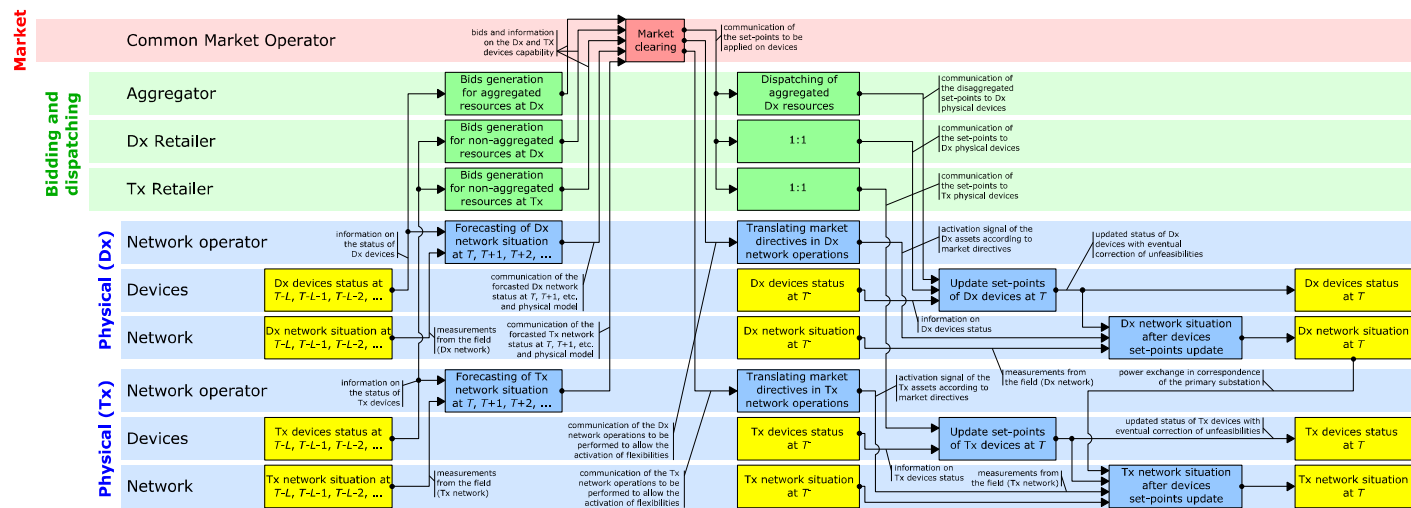 Market
Common Market Operator
bids and information
on the Dx and TX
devices capability
Market
clearing
communication of
the set-points to be
applied on devices
Bidding and
dispatching
Aggregator
Bids generation
for aggregated
resources at Dx
Dispatching of
aggregated
Dx resources
communication of
the disaggregated
set-points to Dx
physical devices
Dx Retailer
Bids generation
for non-aggregated
resources at Dx
1:1
communication of
the set-points to
Dx physical devices
Tx Retailer
Bids generation
for non-aggregated
resources at Tx
1:1
communication of
the set-points to
Tx physical devices
Physical (Dx)
Network operator
information on
the status of
Dx devices
Forecasting of Dx
network situation
at T, T+1, T+2, ...
Translating market
directives in Dx
network operations
activation signal of the
Dx assets according to
market directives
updated status of Dx
devices with eventual
correction of unfeasibilities
Devices
Dx devices status at
T-L, T-L-1, T-L-2, ...
communication of the
forcasted Dx network
status at T, T+1, etc.
and physical model
Dx devices status
at T-
Update set-points
of Dx devices at T
Dx devices status
at T
information on
Dx devices status
Network
Dx network situation at
T-L, T-L-1, T-L-2, ...
measurements
from the field
(Dx network)
communication of the
forcasted Tx network
status at T, T+1, etc.
and physical model
Dx network situation
at T-
Dx network situation
after devices
set-points update
Dx network situation
at T
measurements from
the field (Dx network)
power exchange in correspondence
of the primary substation
Physical (Tx)
Network operator
information on
the status of
Tx devices
Forecasting of Tx
network situation
at T, T+1, T+2, ...
Translating market
directives in Tx
network operations
activation signal of the
Tx assets according to
market directives
Devices
Tx devices status at
T-L, T-L-1, T-L-2, ...
communication of the Dx
network operations to be
performed to allow the
activation of flexibilities
Tx devices status
at T-
Update set-points
of Tx devices at T
updated status of Tx devices with
eventual correction of unfeasibilities
Tx devices status
at T
information on
Tx devices status
Network
Tx network situation at
T-L, T-L-1, T-L-2, ...
measurements
from the field
(Tx network)
communication of the Tx
network operations to be
performed to allow the
activation of flexibilities
Tx network situation
at T-
measurements from
the field (Tx network)
Tx network situation
after devices
set-points update
Tx network situation
at T